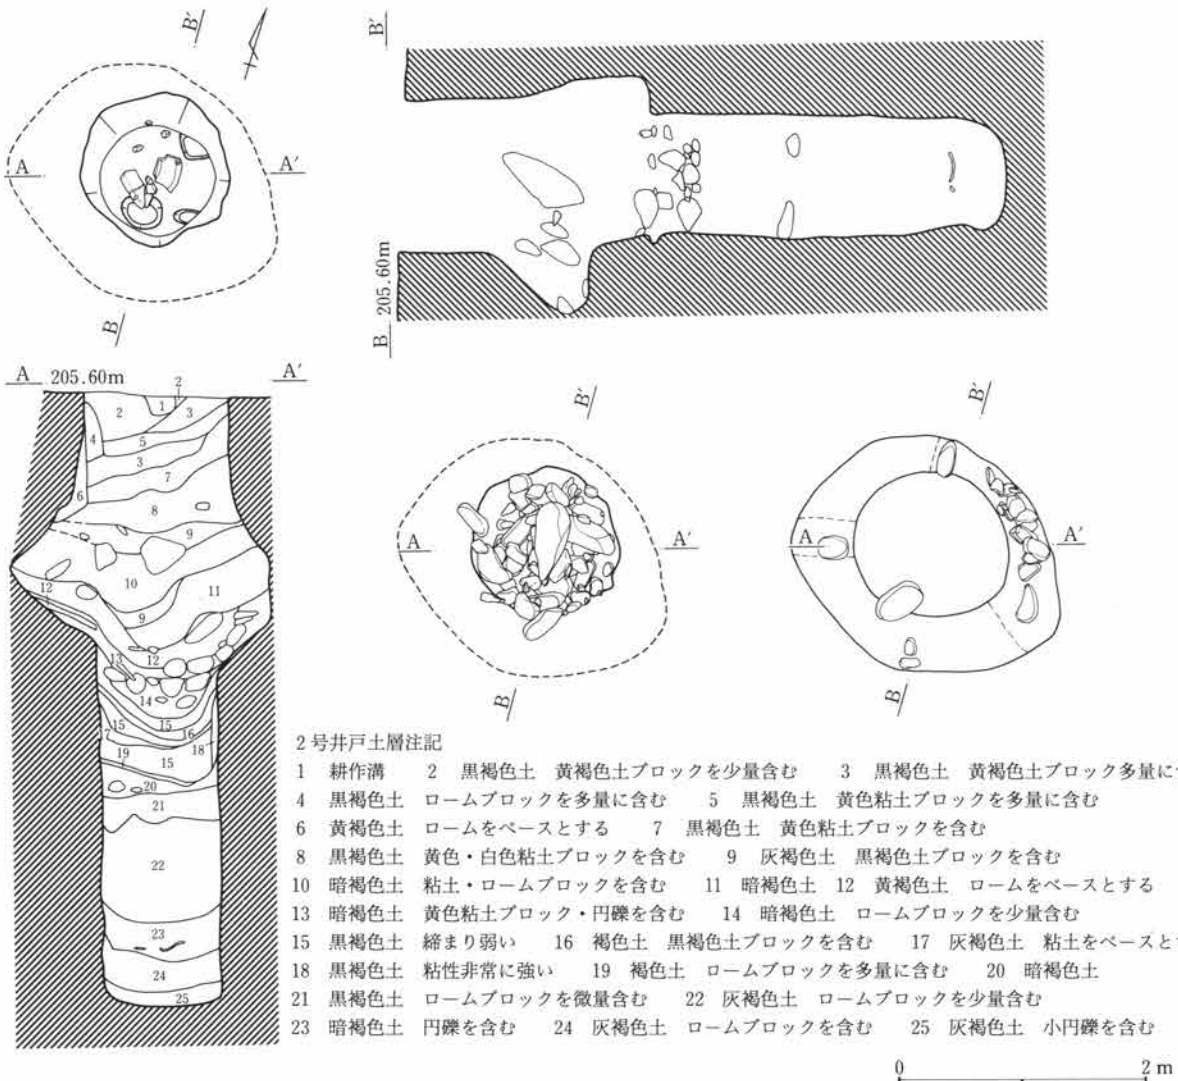 B′
B′
A
A′
205.60m
B
B
A 205.60m
A′
2
2
1
3
4
5
3
7
6
8
9
10
11
12
9
13
12
14
15
15
16
7
18
19
15
20
21
22
23
24
25
B′
B′
A
A′
A
A′
B
B
2号井戸土層注記
1 耕作溝 2 黒褐色土 黄褐色土ブロックを少量含む 3 黒褐色土 黄褐色土ブロック多量に
4 黒褐色土 ロームブロックを多量に含む 5 黒褐色土 黄色粘土ブロックを多量に含む
6 黄褐色土 ロームをベースとする 7 黒褐色土 黄色粘土ブロックを含む
8 黒褐色土 黄色・白色粘土ブロックを含む 9 灰褐色土 黒褐色土ブロックを含む
10 暗褐色土 粘土・ロームブロックを含む 11 暗褐色土 12 黄褐色土 ロームをベースとする
13 暗褐色土 黄色粘土ブロック・円礫を含む 14 暗褐色土 ロームブロックを少量含む
15 黒褐色土 締まり弱い 16 褐色土 黒褐色土ブロックを含む 17 灰褐色土 粘土をベースと
18 黒褐色土 粘性非常に強い 19 褐色土 ロームブロックを多量に含む 20 暗褐色土
21 黒褐色土 ロームブロックを微量含む 22 灰褐色土 ロームブロックを少量含む
23 暗褐色土 円礫を含む 24 灰褐色土 ロームブロックを含む 25 灰褐色土 小円礫を含む
0 2 m